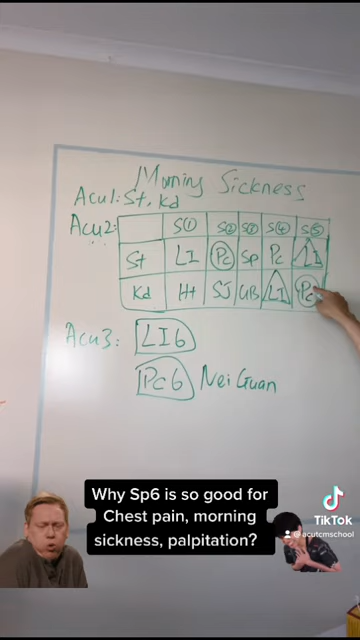 Morning Sickness
Acu1: St. Kd
Acu2:
S① S② S③ S④ S⑤
St LI Pc Sp Pc LI
Kd Ht SJ GB LI Pc
Acu3: LI6
Pc6 Nei Guan
Why Sp6 is so good for
Chest pain, morning
sickness, palpitation?
TikTok
@acutcmschool